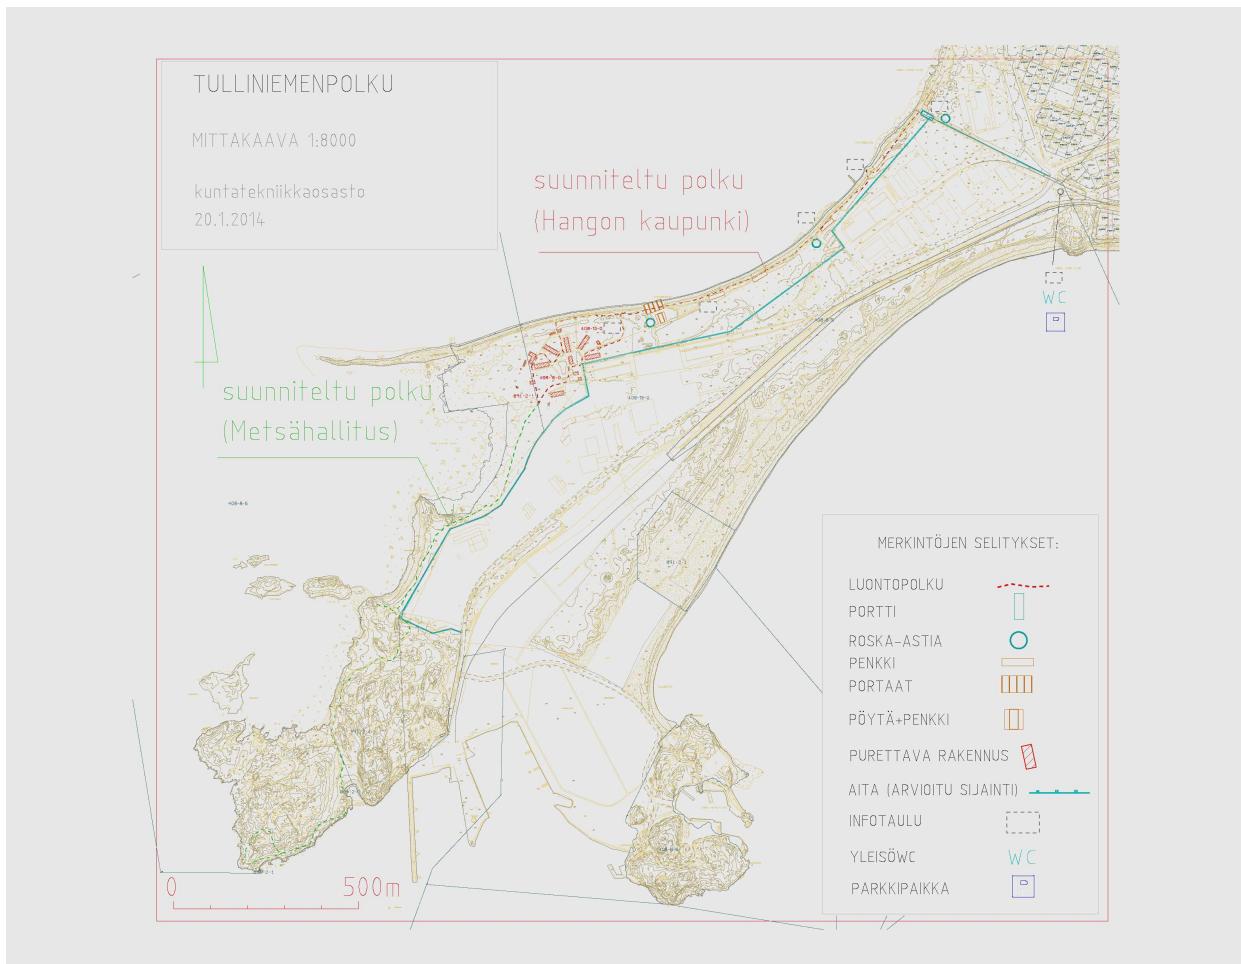 TULLINIEMENPOLKU
MITTAKAAVA 1:8000
kuntatekniikkaosasto
20.1.2014
suunniteltu polku
(Hangon kaupunki)
WC
suunniteltu polku
(Metsähallitus)
MERKINTÖJEN SELITYKSET:
LUONTOPOLKU
PORTTI
ROSKA-ASTIA
PENKKI
PORTAAT
PÖYTÄ+PENKKI
PURETTAVA RAKENNUS
AITA (ARVIOITU SIJAINTI)
INFOTAULU
YLEISÖWC WC
PARKKIPAIKKA
0 500m